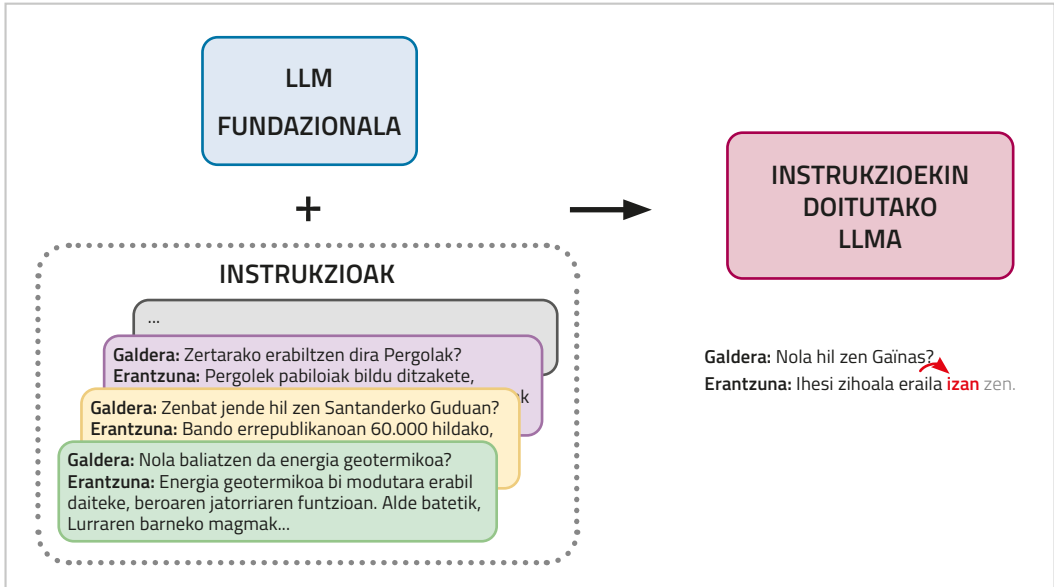 LLM
FUNDAZIONALA
+
INSTRUKZIOAK
...
Galdera: Zertarako erabiltzen dira Pergolak?
Erantzuna: Pergolek pabiloiak bildu ditzakete,
Galdera: Zenbat jende hil zen Santanderko Guduan?
Erantzuna: Bando errepublikanoan 60.000 hildako,
Galdera: Nola baliatzen da energia geotermikoa?
Erantzuna: Energia geotermikoa bi modutara erabil
daiteke, beroaren jatorriaren funtzioan. Alde batetik,
Lurraren barneko magmak...
INSTRUKZIOEKIN
DOITUTAKO
LLMA
Galdera: Nola hil zen Gaïnas?
Erantzuna: Ihesi zihoala eraila izan zen.